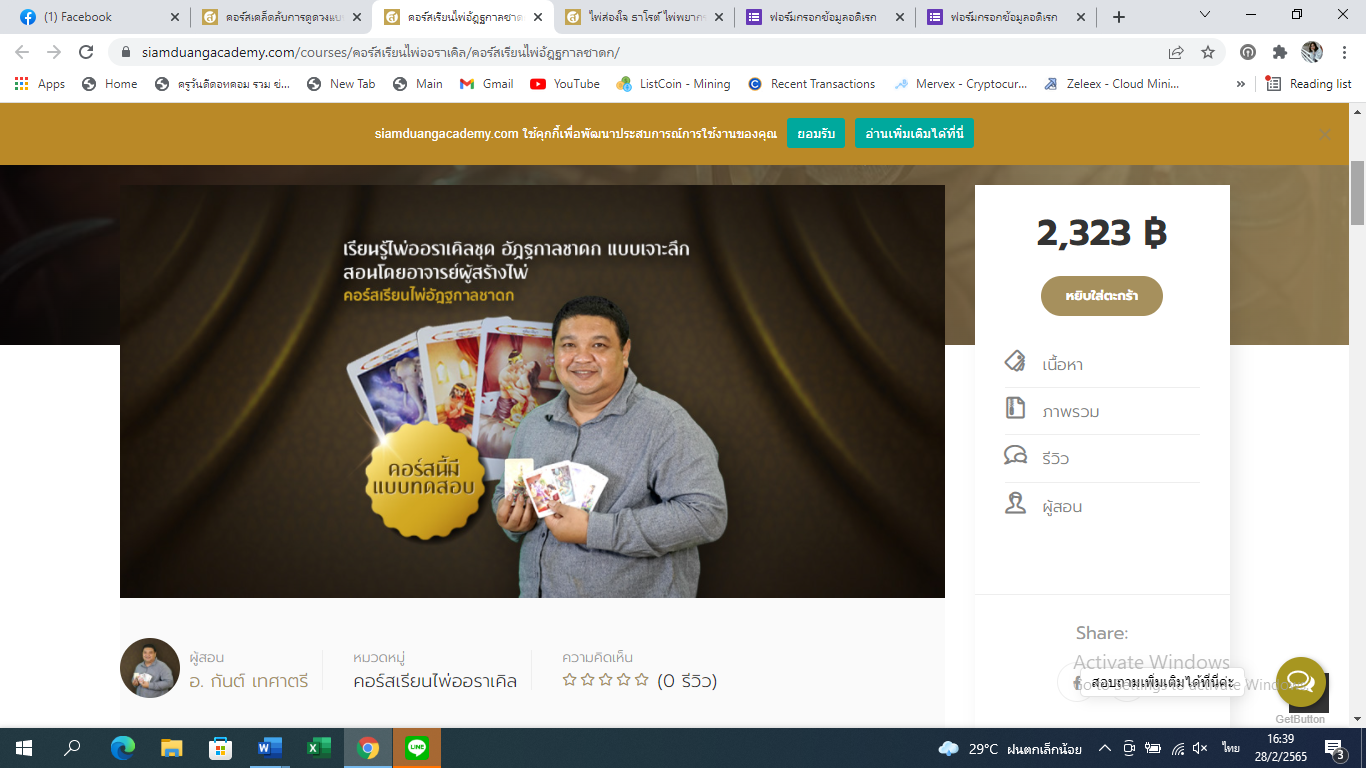 (1) Facebook
คอร์สเคล็ดลับการดูดวงแบ
คอร์สเรียนไพ่อัฏฐกาลชาดก
ไพ่ส่องใจ ธาโรต์ ไพ่พยากร
ฟอร์มกรอกข้อมูลอดิเรก
ฟอร์มกรอกข้อมูลอดิเรก
siamduangacademy.com/courses/คอร์สเรียนไพ่ออราเคิล/คอร์สเรียนไพ่อัฏฐกาลชาดก/
Apps
Home
ตรวันดีดอทคอม รวม ข่...
New Tab
Main
Gmail
YouTube
ListCoin - Mining
Recent Transactions
Mervex - Cryptocur...
Zeleex - Cloud Mini...
»
Reading list
siamduangacademy.com ใช้คุกกี้เพื่อพัฒนาประสบการณ์การใช้งานของคุณ
ยอมรับ
อ่านเพิ่มเติมได้ที่นี่
เรียนรู้ไพ่ออราเคิลชุด อัฏฐกาลชาดก แบบเจาะลึก
สอนโดยอาจารย์ผู้สร้างไพ่
คอร์สเรียนไพ่อัฏฐกาลชาดก
คอร์สนี้มี
แบบทดสอบ
2,323 ฿
หยิบใส่ตะกร้า
เนื้อหา
ภาพรวม
รีวิว
ผู้สอน
ผู้สอน
อ. กันต์ เทศาตรี
หมวดหมู่
คอร์สเรียนไพ่ออราเคิล
ความคิดเห็น
(0 รีวิว)
Share:
Activate Windows
Go to Settings to activate Windows.
สอบถามเพิ่มเติมได้ที่นี่ค่ะ
GetButton
29°C ฝนตกเล็กน้อย
ไทย
16:39
28/2/2565
3